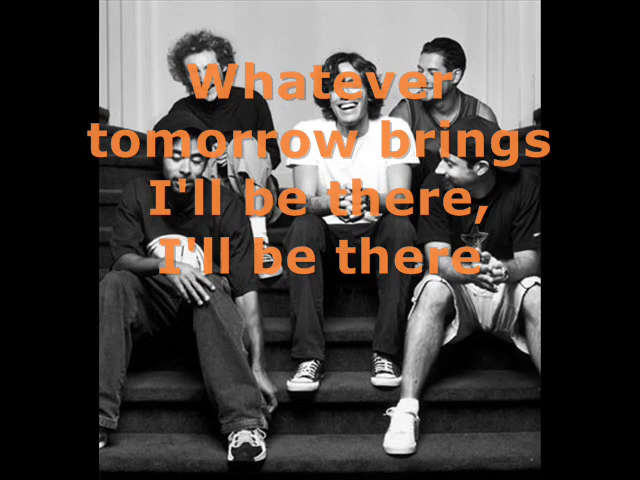 Whatever
tomorrow brings
I'll be there,
I'll be there